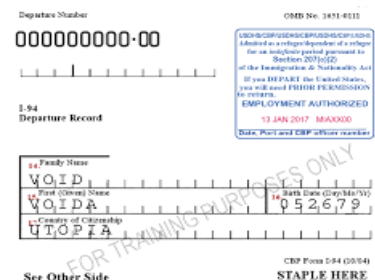 Departure Number
OMB No. 1651-0111
000000000-00
USDHS/CBP/USDHS/CBP/USDHS/CBP/USDHS
Admitted as a refugee/dependent of a refugee
for an indefinite period pursuant to
Section 207(c)(2)
of the Immigration & Nationality Act
If you DEPART the United States,
you will need PRIOR PERMISSION
to return.
EMPLOYMENT AUTHORIZED
13 JAN 2017 MIAXX00
Date, Port and CBP officer number
I-94
Departure Record
14. Family Name
VOID
15. First (Given) Name
VOIDA
16. Birth Date (Day/Mo/Yr)
052679
17. Country of Citizenship
UTOPIA
FOR TRAINING PURPOSES ONLY
CBP Form I-94 (10/04)
See Other Side
STAPLE HERE